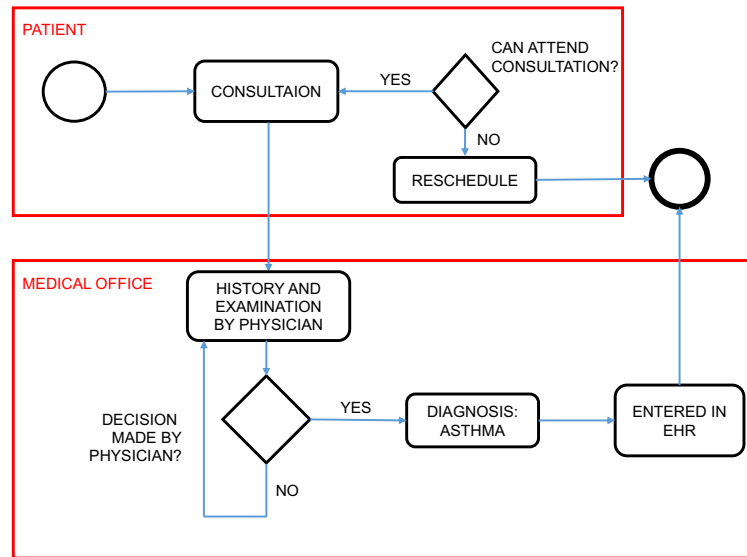 PATIENT
CAN ATTEND
CONSULTATION?
CONSULTAION
YES
NO
RESCHEDULE
MEDICAL OFFICE
HISTORY AND
EXAMINATION
BY PHYSICIAN
DECISION
MADE BY
PHYSICIAN?
YES
DIAGNOSIS:
ASTHMA
ENTERED IN
EHR
NO